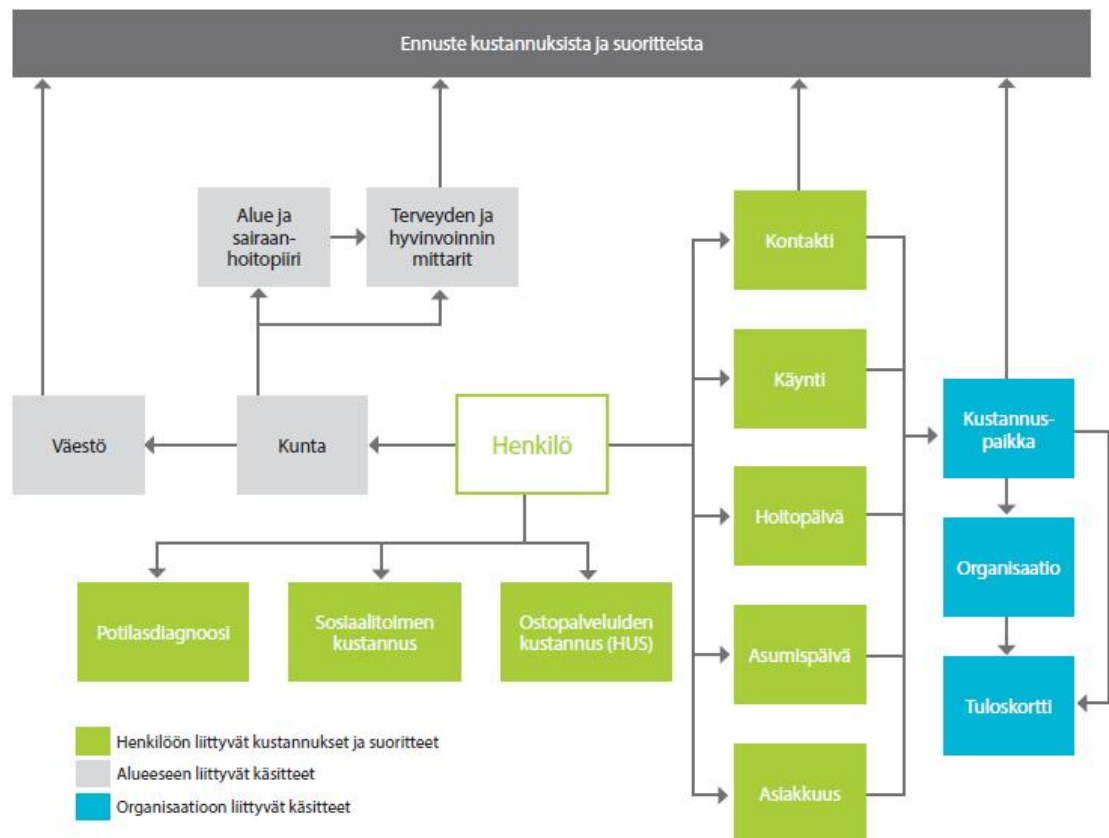 Ennuste kustannuksista ja suoritteista
Alue ja
sairaan-
hoitopiiri
Terveyden ja
hyvinvoinnin
mittarit
Kontakti
Käynti
Väestö
Kunta
Henkilö
Kustannus-
paikka
Hoitopäivä
Organisaatio
Potilasdiagnoosi
Sosiaalitoimen
kustannus
Ostopalveluiden
kustannus (HUS)
Asumispäivä
Tuloskortti
Asiakkuus
Henkilöön liittyvät kustannukset ja suoritteet
Alueeseen liittyvät käsitteet
Organisaatioon liittyvät käsitteet